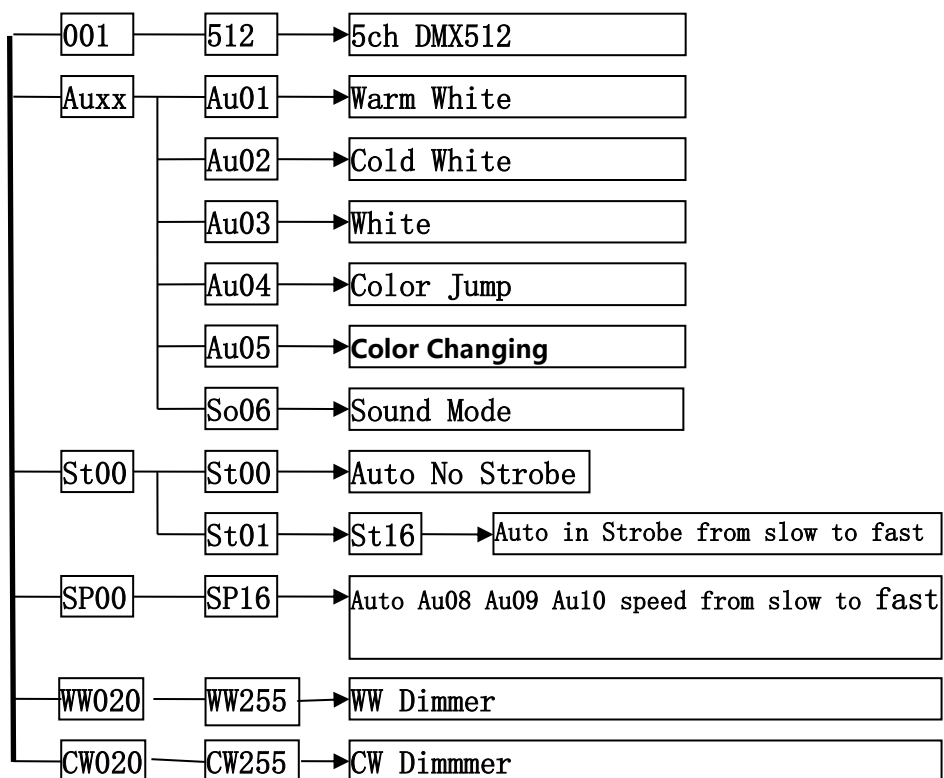 001 512 5ch DMX512
Auxx Au01 Warm White
Au02 Cold White
Au03 White
Au04 Color Jump
Au05 Color Changing
So06 Sound Mode
St00 St00 Auto No Strobe
St01 St16 Auto in Strobe from slow to fast
SP00 SP16 Auto Au08 Au09 Au10 speed from slow to fast
WW020 WW255 WW Dimmer
CW020 CW255 CW Dimmmer